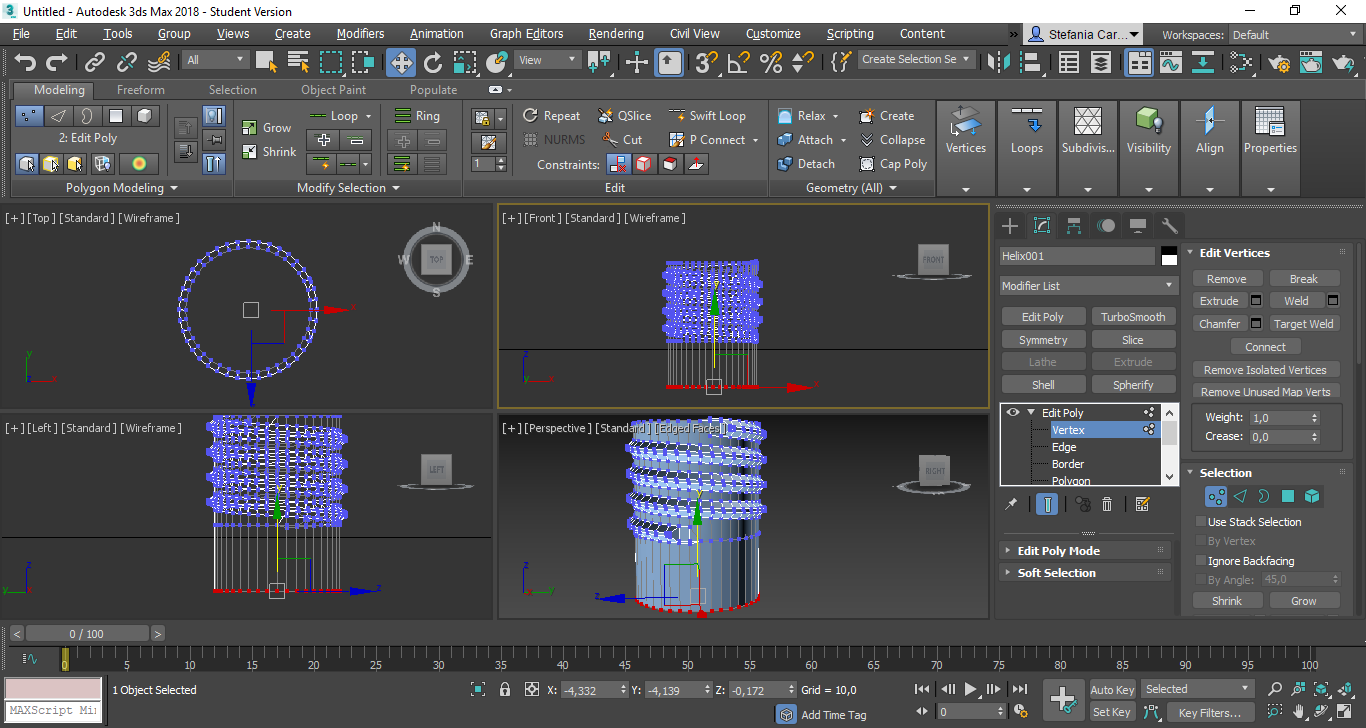 Untitled - Autodesk 3ds Max 2018 - Student Version
File Edit Tools Group Views Create Modifiers Animation Graph Editors Rendering Civil View Customize Scripting Content » Stefania Car... Workspaces: Default
All View 3 Create Selection Se
Modeling Freeform Selection Object Paint Populate
Loop Ring Repeat QSlice Swift Loop Relax Create
2: Edit Poly Grow NURMS Cut P Connect Attach Collapse Vertices Loops Subdivis... Visibility Align Properties
Shrink 1 Constraints: Detach Cap Poly
Polygon Modeling Modify Selection Edit Geometry (All)
[+] [Top] [Standard] [Wireframe]
N
W TOP E
S
x
y
z x
[+] [Front] [Standard] [Wireframe]
FRONT
z
y x
[+] [Left] [Standard] [Wireframe]
LEFT
z
y
z
[+] [Perspective] [Standard] [Edged Faces]
RIGHT
z
y
z
Helix001
Modifier List
Edit Poly TurboSmooth
Symmetry Slice
Lathe Extrude
Shell Spherify
Edit Poly
Vertex
Edge
Border
Polygon
Edit Poly Mode
Soft Selection
Edit Vertices
Remove Break
Extrude Weld
Chamfer Target Weld
Connect
Remove Isolated Vertices
Remove Unused Map Verts
Weight: 1,0
Crease: 0,0
Selection
Use Stack Selection
By Vertex
Ignore Backfacing
By Angle: 45,0
Shrink Grow
< 0 / 100 >
0 5 10 15 20 25 30 35 40 45 50 55 60 65 70 75 80 85 90 95 100
1 Object Selected X: -4,332 Y: -4,139 Z: -0,172 Grid = 10,0 Auto Key Selected
MAXScript Mi Add Time Tag 0 Set Key Key Filters...